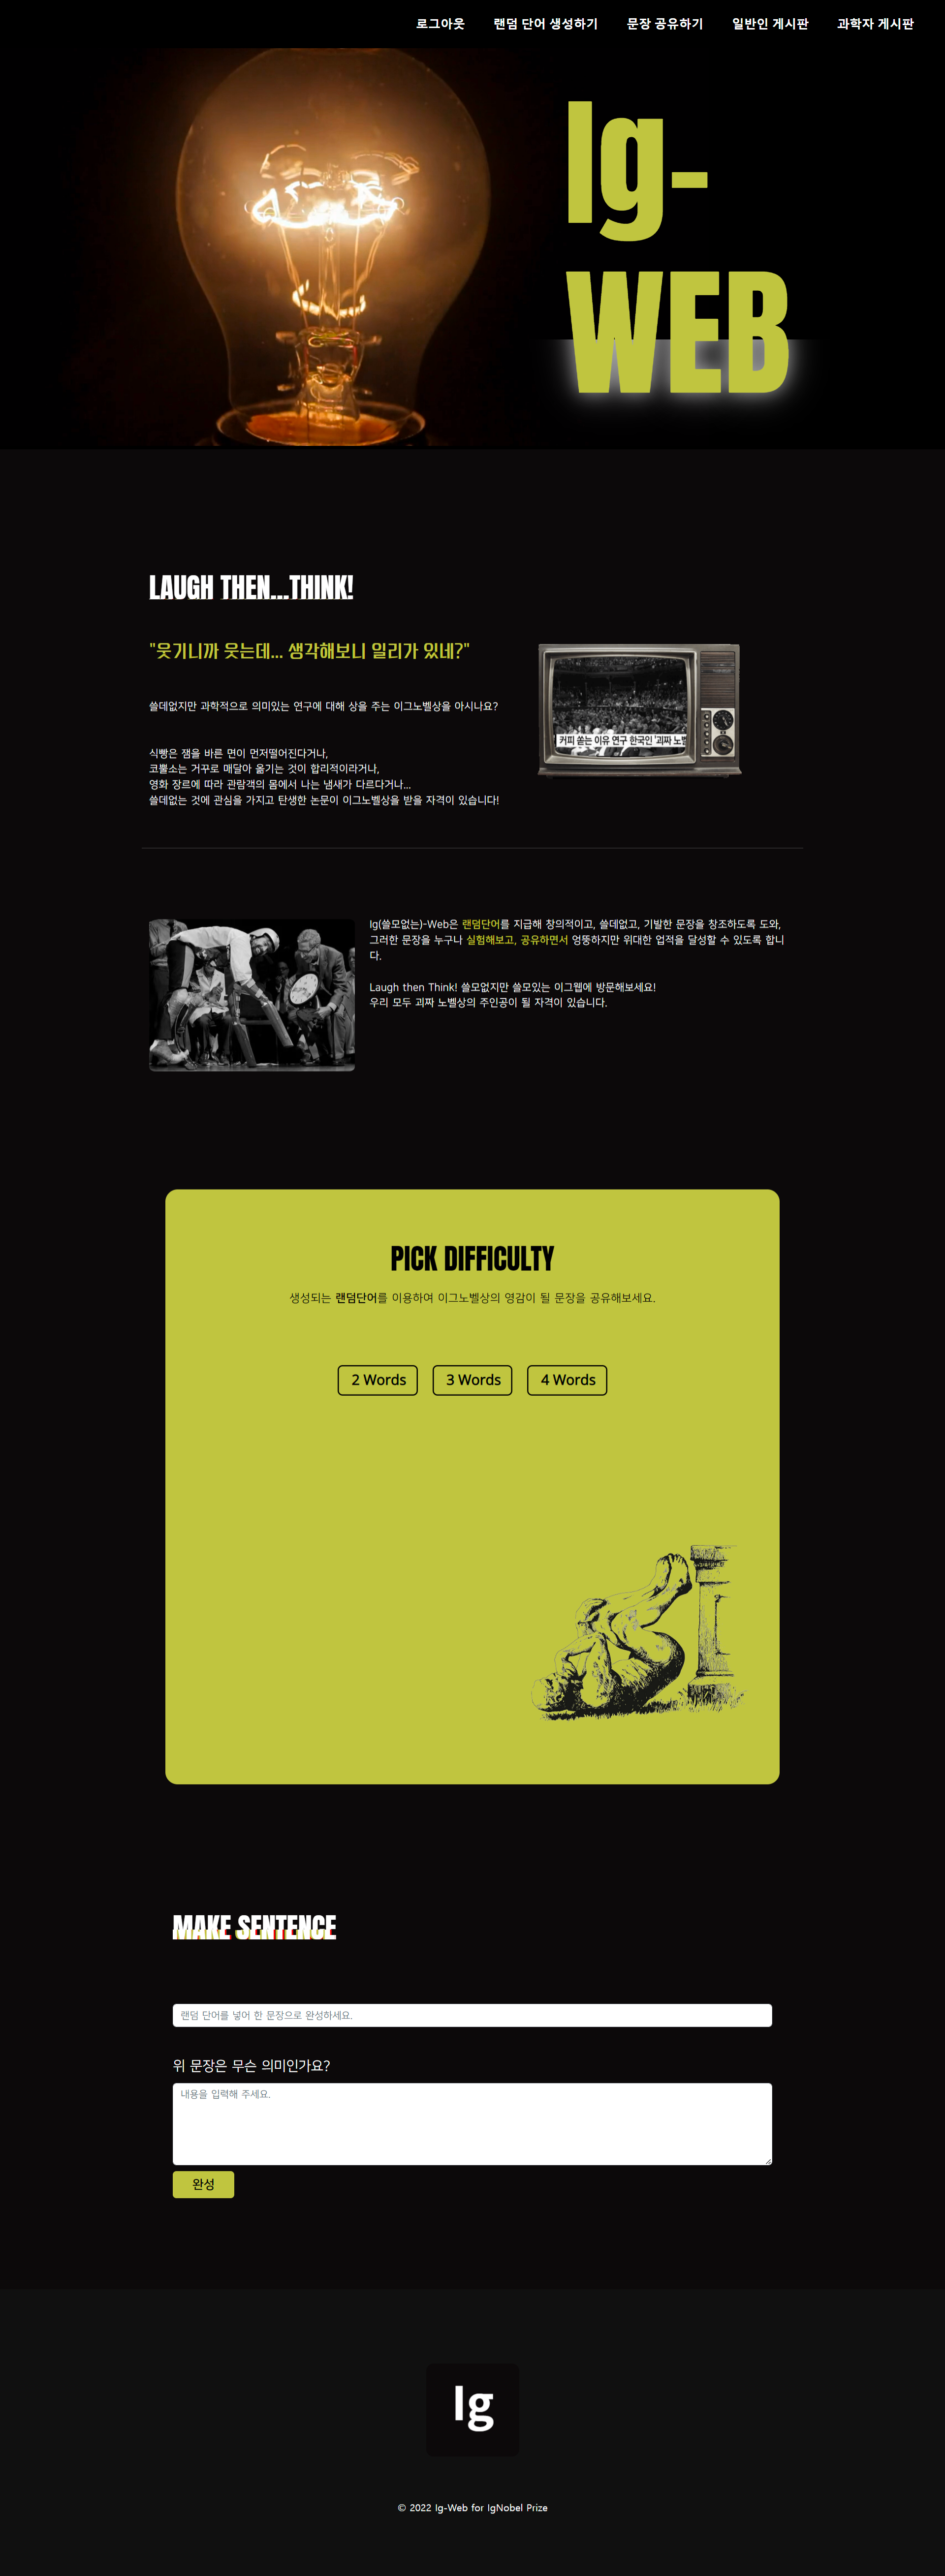 로그아웃 랜덤 단어 생성하기 문장 공유하기 일반인 게시판 과학자 게시판
Ig-
WEB
LAUGH THEN...THINK!
"웃기니까 웃는데... 생각해보니 일리가 있네?"
쓸데없지만 과학적으로 의미있는 연구에 대해 상을 주는 이그노벨상을 아시나요?
커피 쏟는 이유 연구 한국인 '괴짜 노벨
식빵은 잼을 바른 면이 먼저떨어진다거나,
코뿔소는 거꾸로 매달아 옮기는 것이 합리적이라거나,
영화 장르에 따라 관람객의 몸에서 나는 냄새가 다르다거나...
쓸데없는 것에 관심을 가지고 탄생한 논문이 이그노벨상을 받을 자격이 있습니다!
Ig(쓸모없는)-Web은 랜덤단어를 지급해 창의적이고, 쓸데없고, 기발한 문장을 창조하도록 도와,
그러한 문장을 누구나 실험해보고, 공유하면서 엉뚱하지만 위대한 업적을 달성할 수 있도록 합니
다.
Laugh then Think! 쓸모없지만 쓸모있는 이그웹에 방문해보세요!
우리 모두 괴짜 노벨상의 주인공이 될 자격이 있습니다.
PICK DIFFICULTY
생성되는 랜덤단어를 이용하여 이그노벨상의 영감이 될 문장을 공유해보세요.
2 Words 3 Words 4 Words
MAKE SENTENCE
랜덤 단어를 넣어 한 문장으로 완성하세요.
위 문장은 무슨 의미인가요?
내용을 입력해 주세요.
완성
Ig
© 2022 Ig-Web for IgNobel Prize